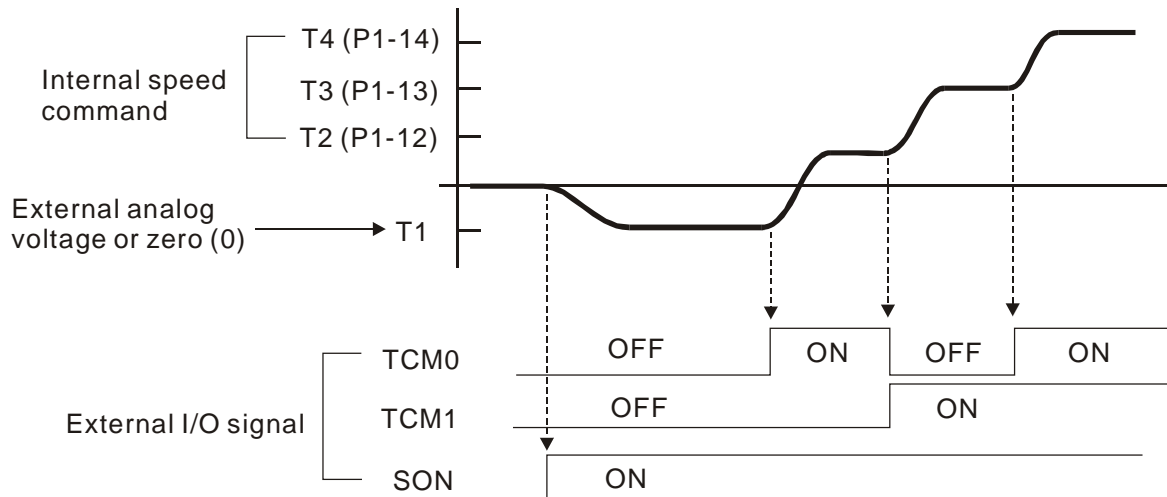 T4 (P1-14)
Internal speed
command
T3 (P1-13)
T2 (P1-12)
External analog
voltage or zero (0)
T1
TCM0
OFF
ON
OFF
ON
External I/O signal
TCM1
OFF
ON
SON
ON